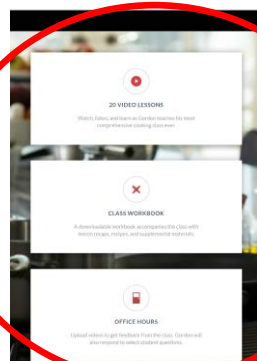 20 VIDEO LESSONS
Watch, listen, and learn as Gordon teaches his most
comprehensive cooking class ever.
CLASS WORKBOOK
A downloadable workbook accompanies the class with
lesson recaps, recipes, and supplemental materials.
OFFICE HOURS
Upload videos to get feedback from the class. Gordon will
also respond to select student questions.